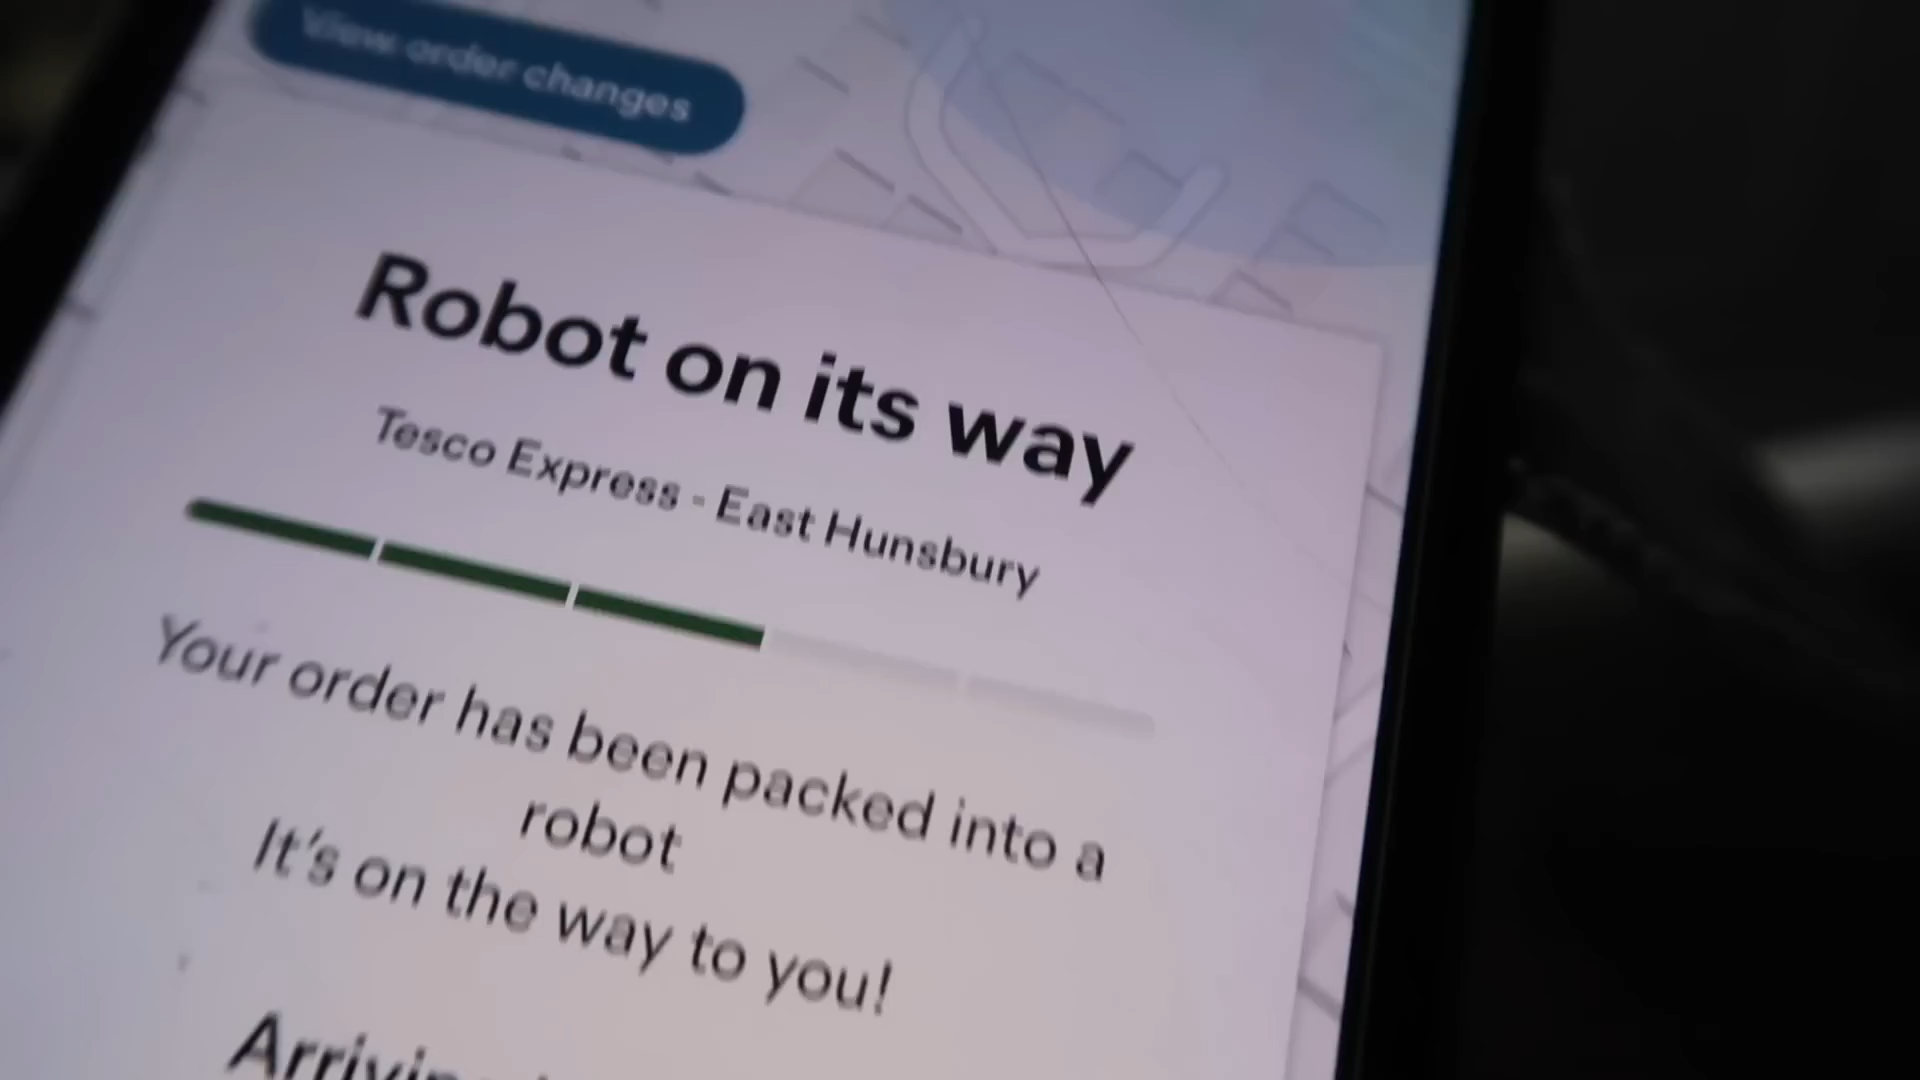 View order changes
Robot on its way
Tesco Express - East Hunsbury
Your order has been packed into a
robot
It's on the way to you!